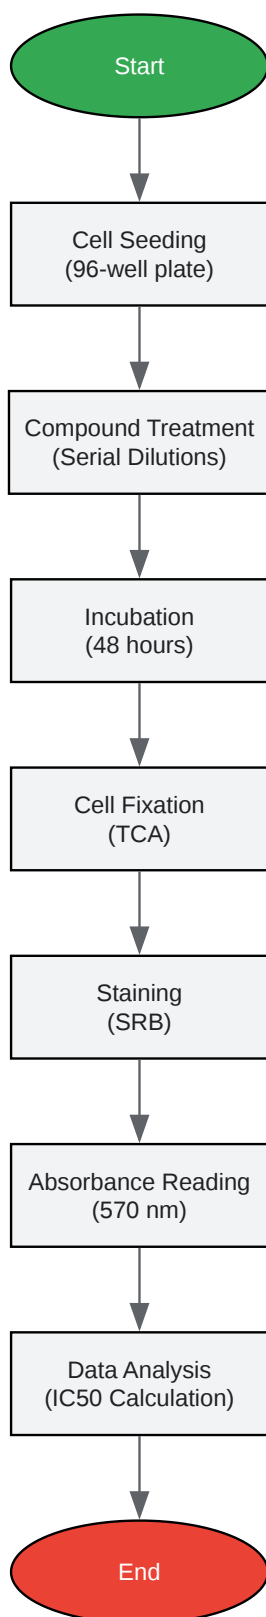 Start
Cell Seeding
(96-well plate)
Compound Treatment
(Serial Dilutions)
Incubation
(48 hours)
Cell Fixation
(TCA)
Staining
(SRB)
Absorbance Reading
(570 nm)
Data Analysis
(IC50 Calculation)
End